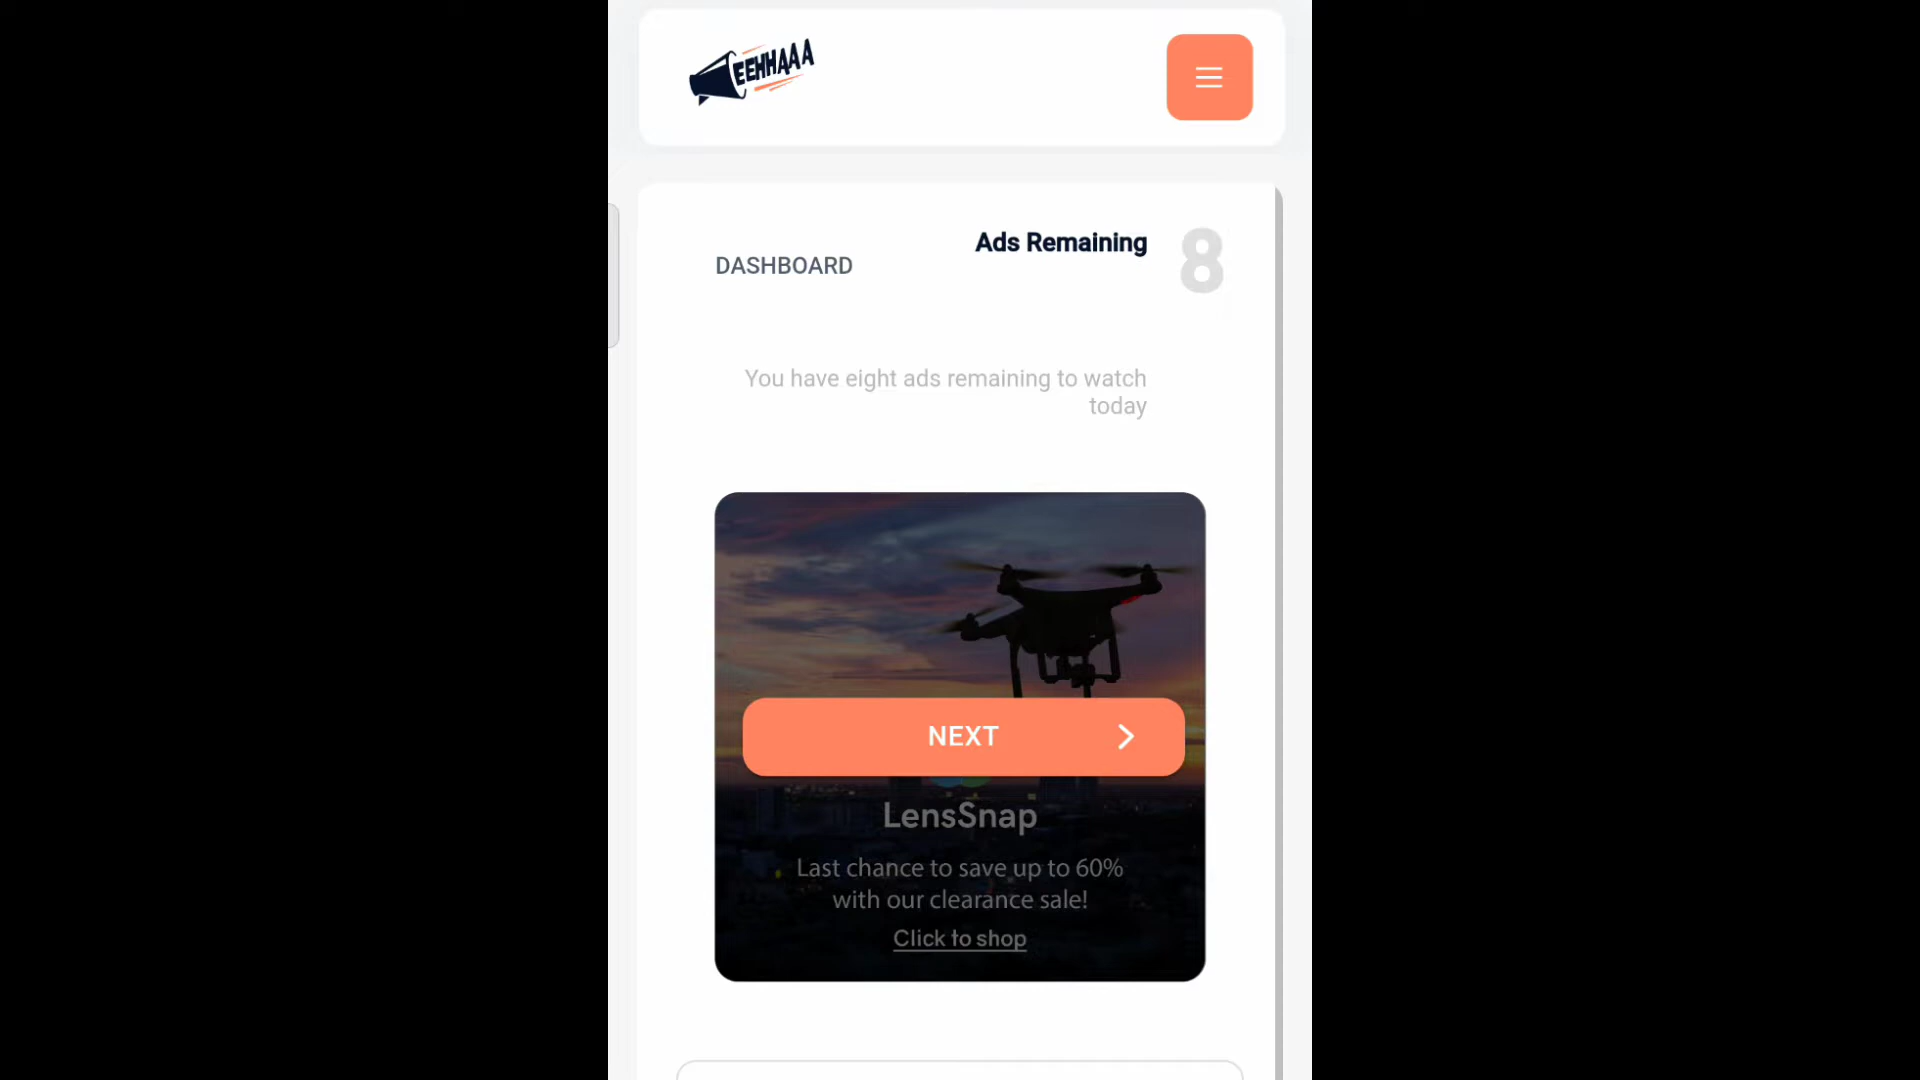 EEHHAAA
Ads Remaining
8
DASHBOARD
You have eight ads remaining to watch
today
NEXT
LensSnap
Last chance to save up to 60%
with our clearance sale!
Click to shop